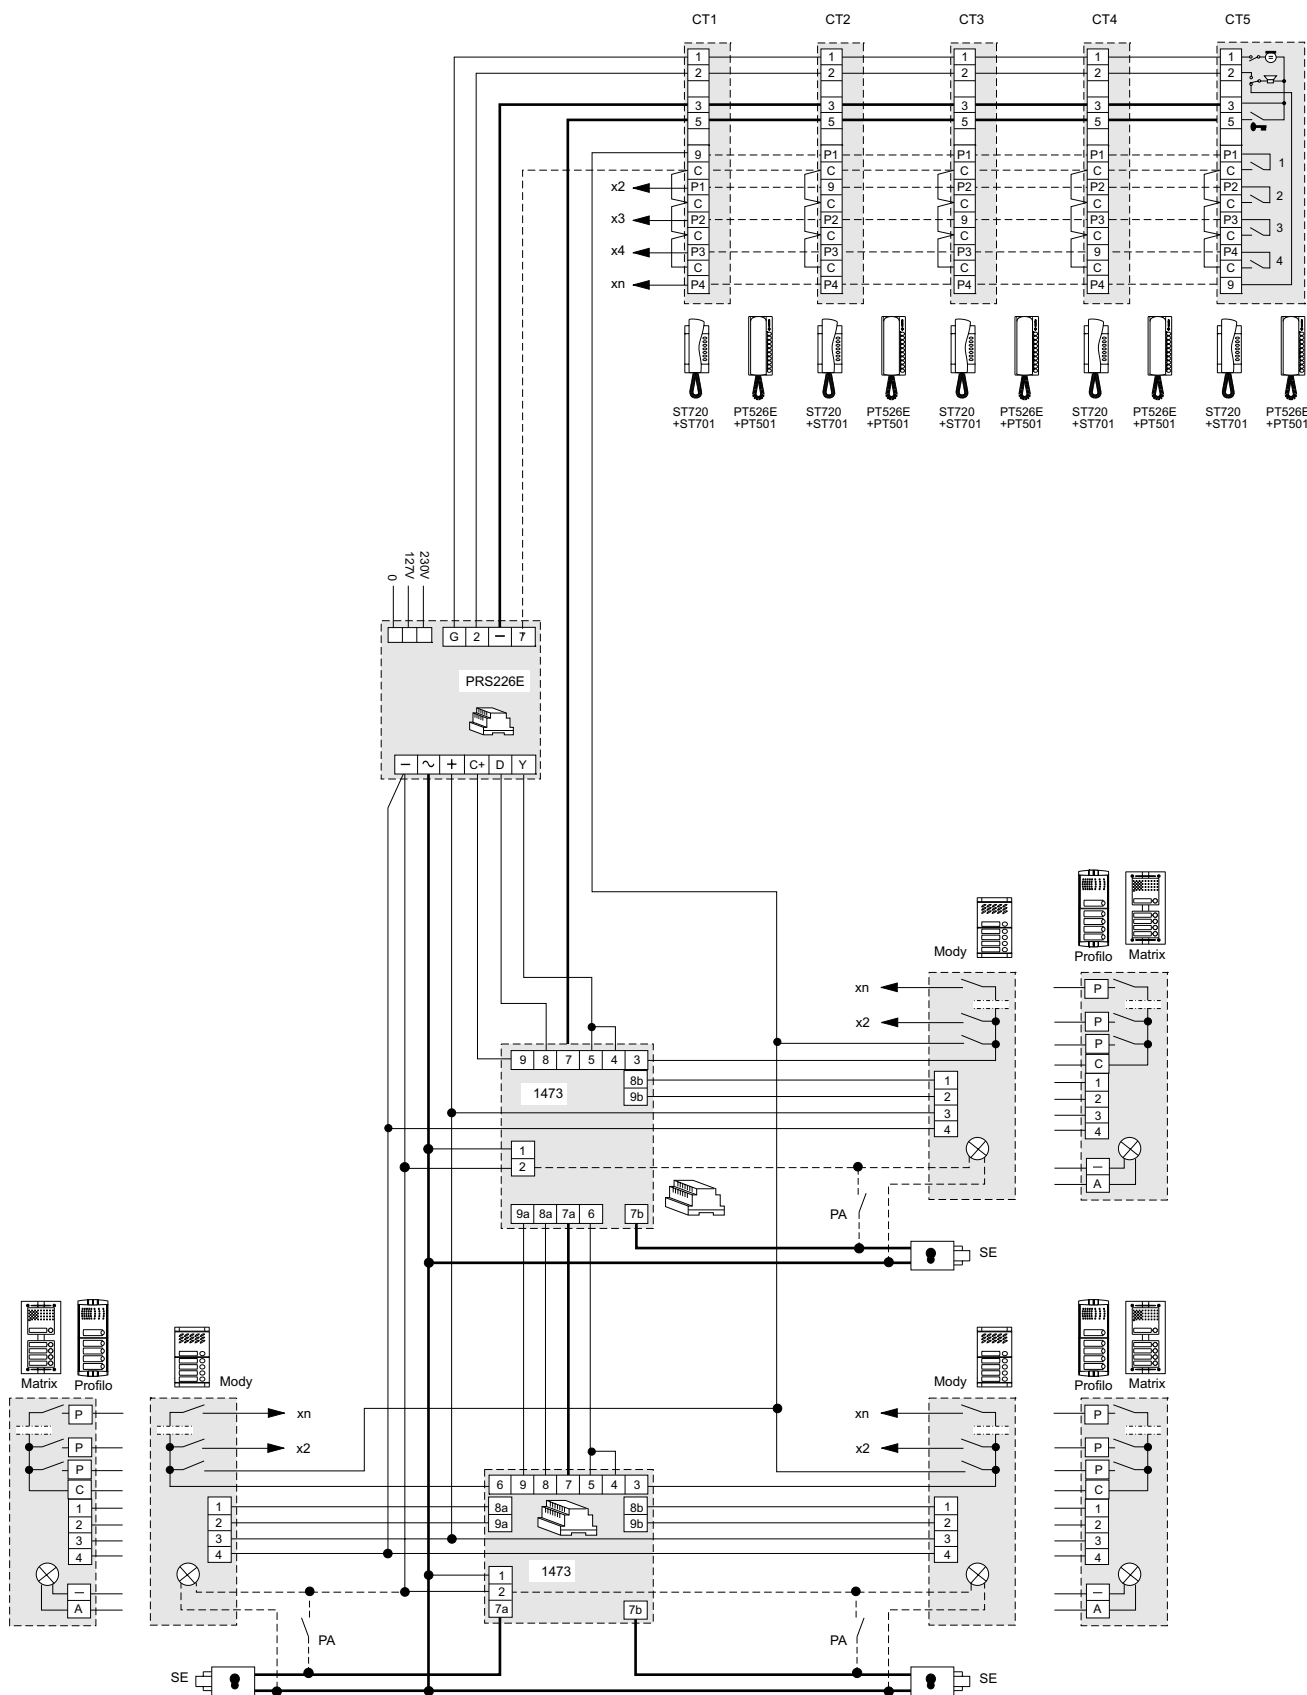 CT1 CT2 CT3 CT4 CT5
1 1 1 1 1
2 2 2 2 2
3 3 3 3 3
5 5 5 5 5
9 P1 P1 P1 P1 1
C C C C C
x2 P1 9 P2 P2 P2 2
C C C C C
x3 P2 P2 9 P3 P3 3
C C C C C
x4 P3 P3 P3 9 P4 4
C C C C C
xn P4 P4 P4 P4 9
ST720 PT526E ST720 PT526E ST720 PT526E ST720 PT526E ST720 PT526E
+ST701 +PT501 +ST701 +PT501 +ST701 +PT501 +ST701 +PT501 +ST701 +PT501
0 127V 230V
G 2 — 7
PRS226E
— ~ + C+ D Y
Mody Profilo Matrix
xn P
x2 P
P
9 8 7 5 4 3 C
8b 1 1
1473 9b 2 2
3 3
4 4
1
2 —
A
9a 8a 7a 6 7b PA
SE
Matrix Profilo Mody Mody Profilo Matrix
P xn xn P
P x2 x2 P
P P
C 6 9 8 7 5 4 3 C
1 1 8a 8b 1 1
2 2 9a 9b 2 2
3 3 3 3
4 4 4 4
1473
1
— 2 —
A 7a 7b A
PA PA
SE SE